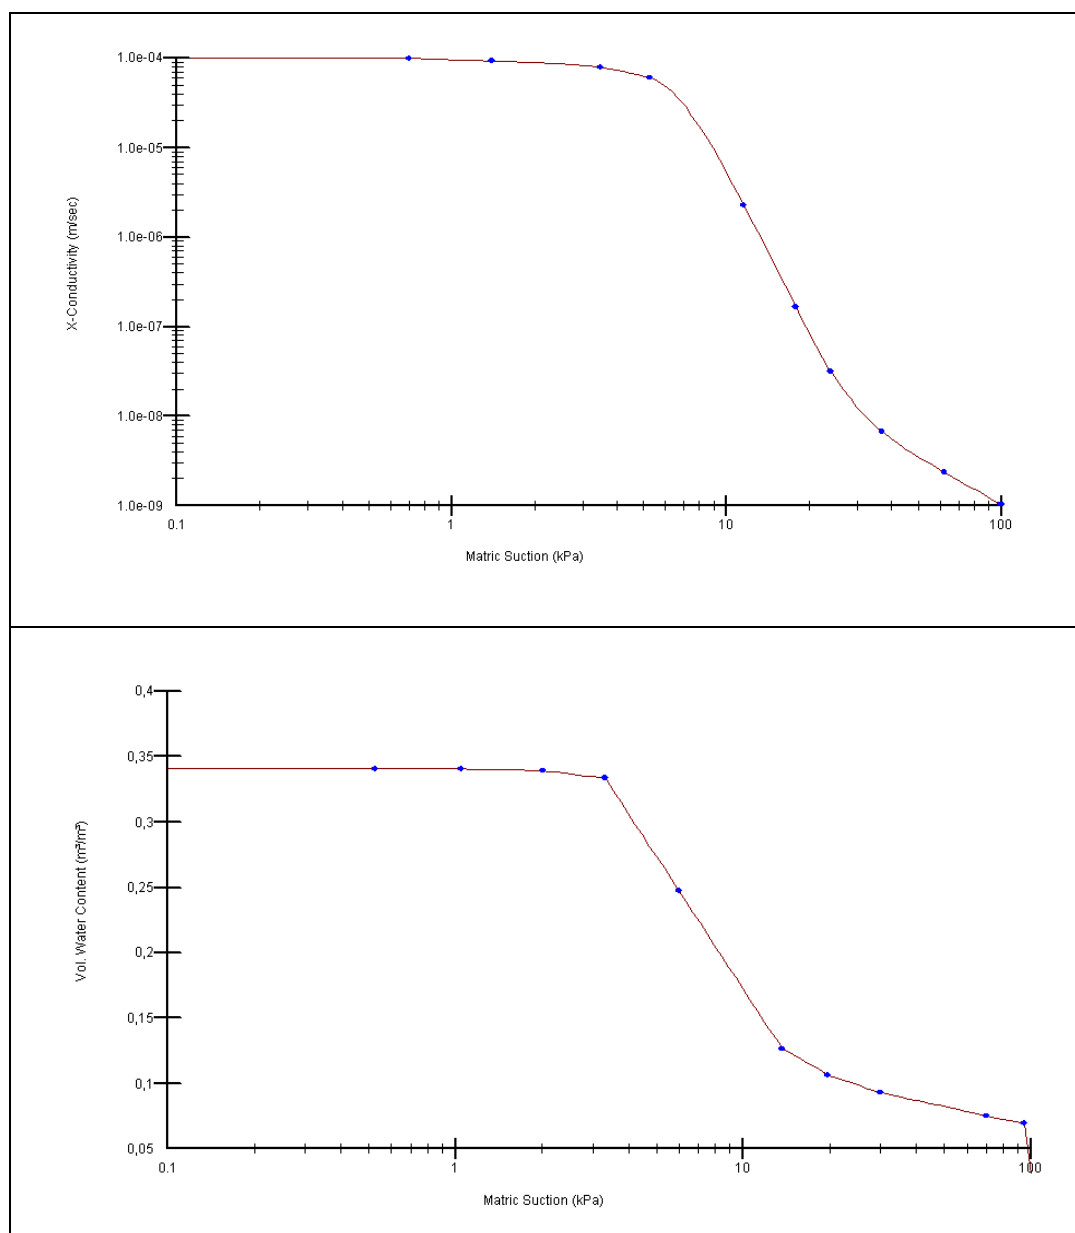 1.0e-04
1.0e-05
1.0e-06
1.0e-07
1.0e-08
1.0e-09
X-Conductivity (m/sec)
0.1 1 10 100
Matric Suction (kPa)
0,4
0,35
0,3
0,25
0,2
0,15
0,1
0,05
Vol. Water Content (m³/m³)
0.1 1 10 100
Matric Suction (kPa)